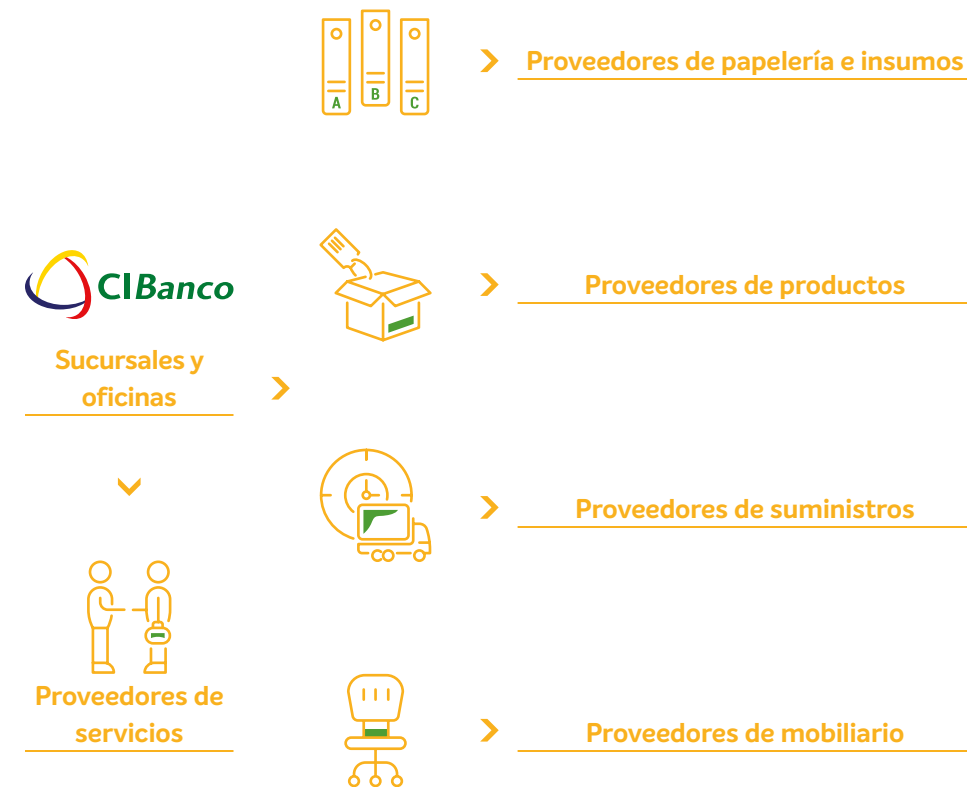 A
B
C
Proveedores de papelería e insumos
CIBanco
Sucursales y
oficinas
Proveedores de productos
Proveedores de suministros
Proveedores de
servicios
Proveedores de mobiliario